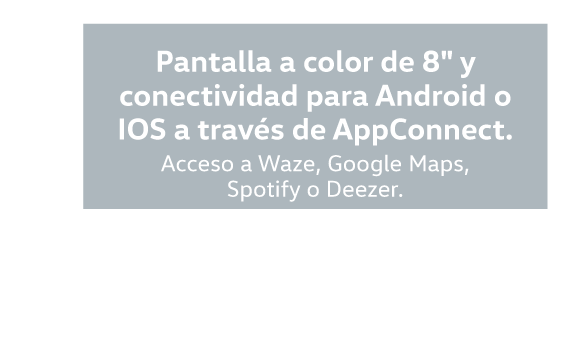 Pantalla a color de 8" y
conectividad para Android o
IOS a través de AppConnect.
Acceso a Waze, Google Maps,
Spotify o Deezer.